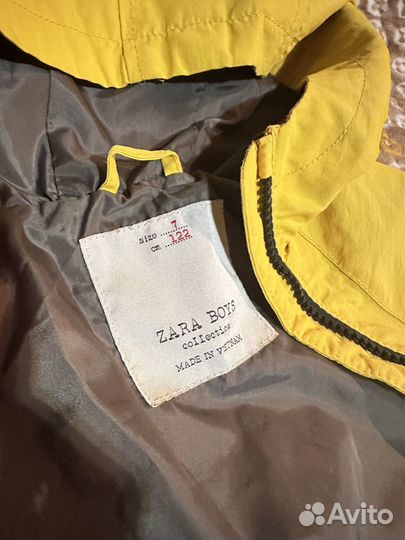 size ......7......
cm ...122...
ZARA BOYS
collection
MADE IN VIETNAM
Avito